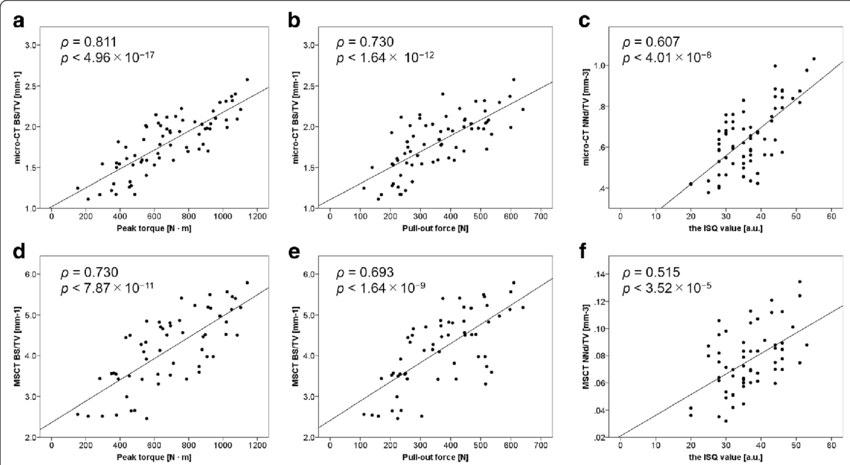 a
ρ = 0.811
p < 4.96 × 10⁻¹⁷
micro-CT BS/TV [mm-1]
3.0
2.5
2.0
1.5
1.0
0 200 400 600 800 1000 1200
Peak torque [N · m]
b
ρ = 0.730
p < 1.64 × 10⁻¹²
micro-CT BS/TV [mm-1]
3.0
2.5
2.0
1.5
1.0
0 100 200 300 400 500 600 700
Pull-out force [N]
c
ρ = 0.607
p < 4.01 × 10⁻⁸
micro-CT NNd/TV [mm-3]
1.0
.8
.6
.4
0 10 20 30 40 50 60
the ISQ value [a.u.]
d
ρ = 0.730
p < 7.87 × 10⁻¹¹
MSCT BS/TV [mm-1]
6.0
5.0
4.0
3.0
2.0
0 200 400 600 800 1000 1200
Peak torque [N · m]
e
ρ = 0.693
p < 1.64 × 10⁻⁹
MSCT BS/TV [mm-1]
6.0
5.0
4.0
3.0
2.0
0 100 200 300 400 500 600 700
Pull-out force [N]
f
ρ = 0.515
p < 3.52 × 10⁻⁵
MSCT NNd/TV [mm-3]
.14
.12
.10
.08
.06
.04
.02
0 10 20 30 40 50 60
the ISQ value [a.u.]